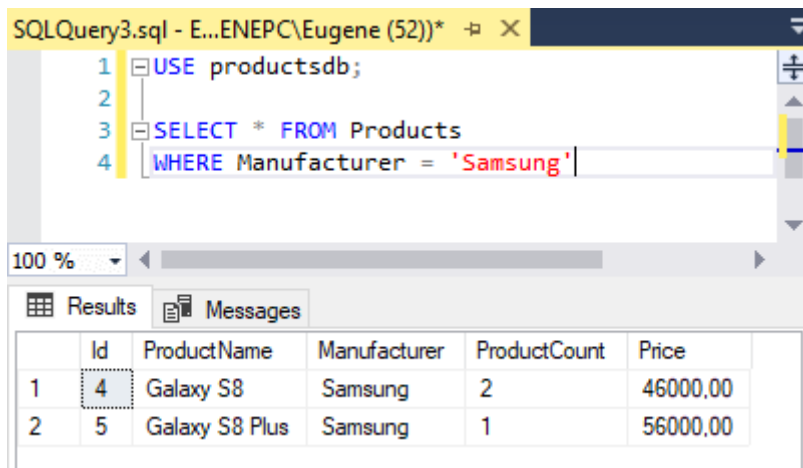 SQLQuery3.sql - E...ENEPC\Eugene (52))*
1 USE productsdb;
2
3 SELECT * FROM Products
4 WHERE Manufacturer = 'Samsung'
100 %
Results Messages
Id ProductName Manufacturer ProductCount Price
1 4 Galaxy S8 Samsung 2 46000,00
2 5 Galaxy S8 Plus Samsung 1 56000,00